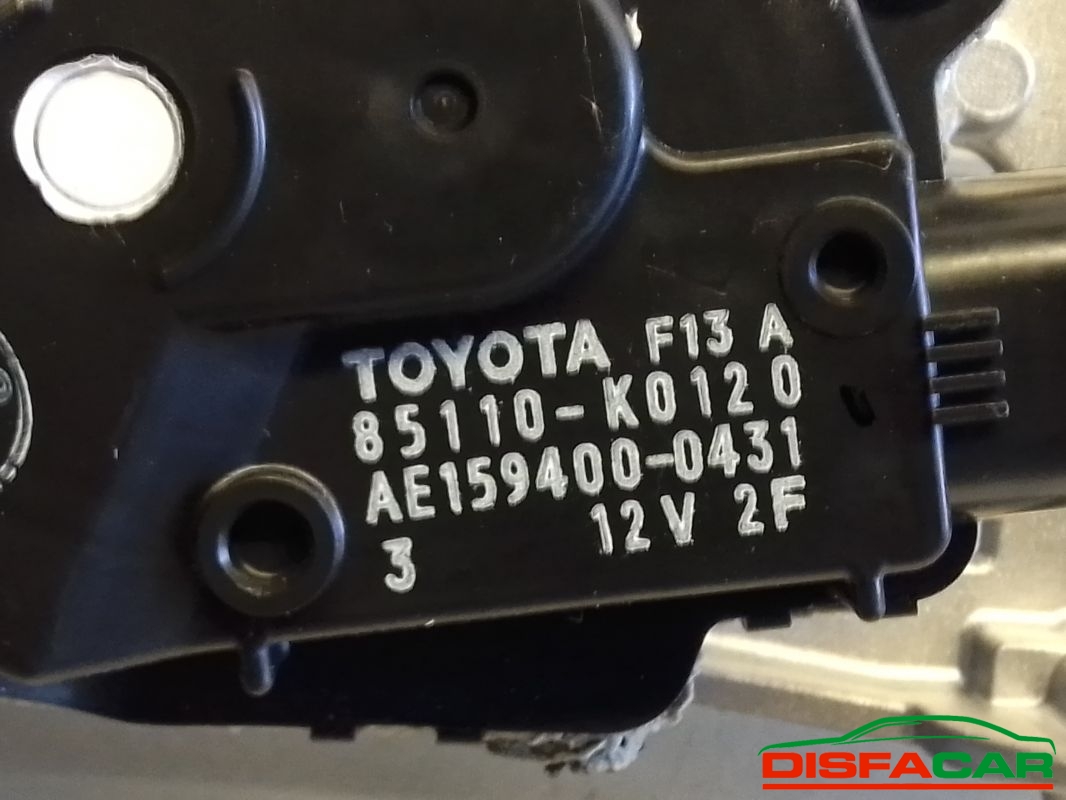 TOYOTA F13 A
85110-K0120
AE159400-0431
3 12V 2F
DISFACAR